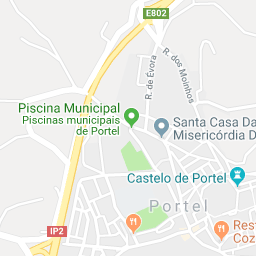 E802
R. de Évora
R. dos Moinhos
Piscina Municipal
Piscinas municipais
de Portel
Santa Casa Da
Misericórdia D
Castelo de Portel
Portel
IP2
Rest
Coz